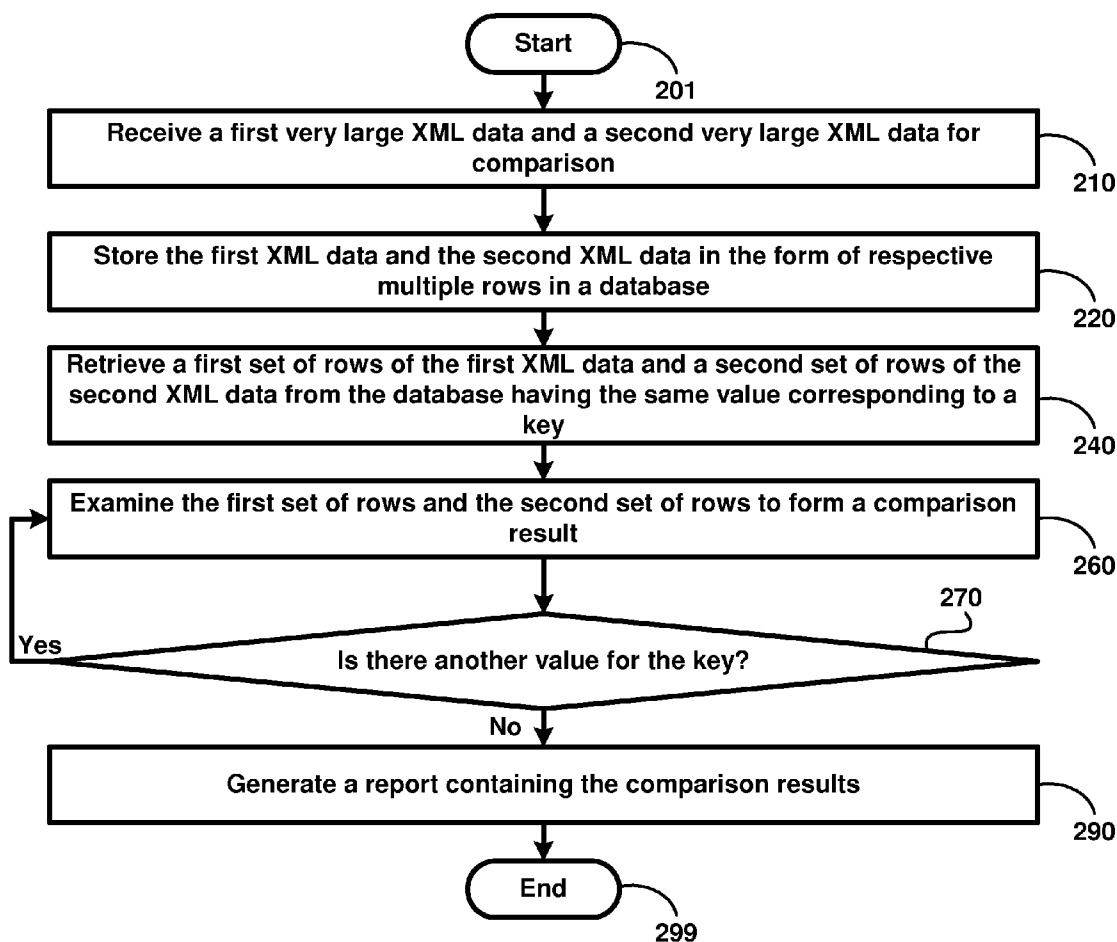 Start
201
Receive a first very large XML data and a second very large XML data for
comparison
210
Store the first XML data and the second XML data in the form of respective
multiple rows in a database
220
Retrieve a first set of rows of the first XML data and a second set of rows of the
second XML data from the database having the same value corresponding to a
key
240
Examine the first set of rows and the second set of rows to form a comparison
result
260
270
Yes
Is there another value for the key?
No
Generate a report containing the comparison results
290
End
299